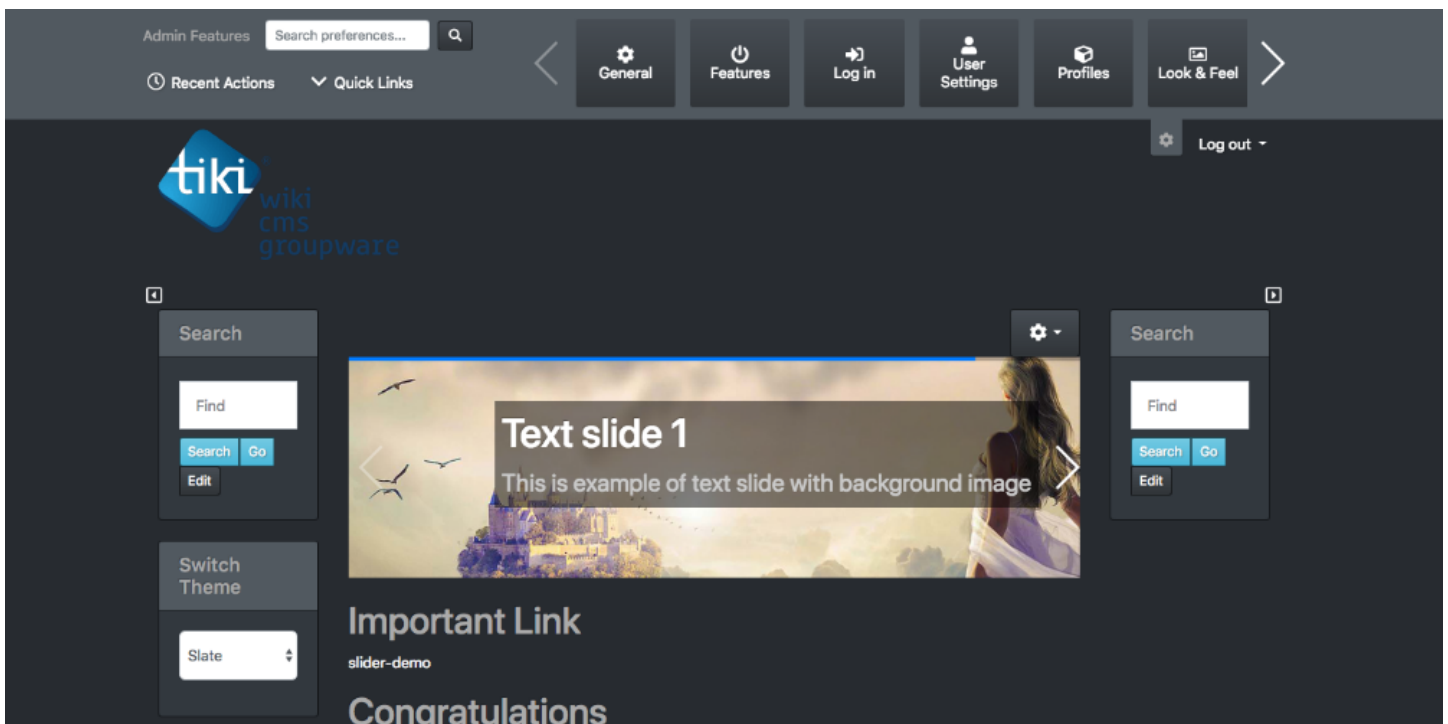 Admin Features
Search preferences...
Recent Actions
Quick Links
General
Features
Log in
User
Settings
Profiles
Look & Feel
Log out
tiki
wiki
cms
groupware
Search
Find
Search Go
Edit
Switch
Theme
Slate
Text slide 1
This is example of text slide with background image
Important Link
slider-demo
Congratulations
Search
Find
Search Go
Edit